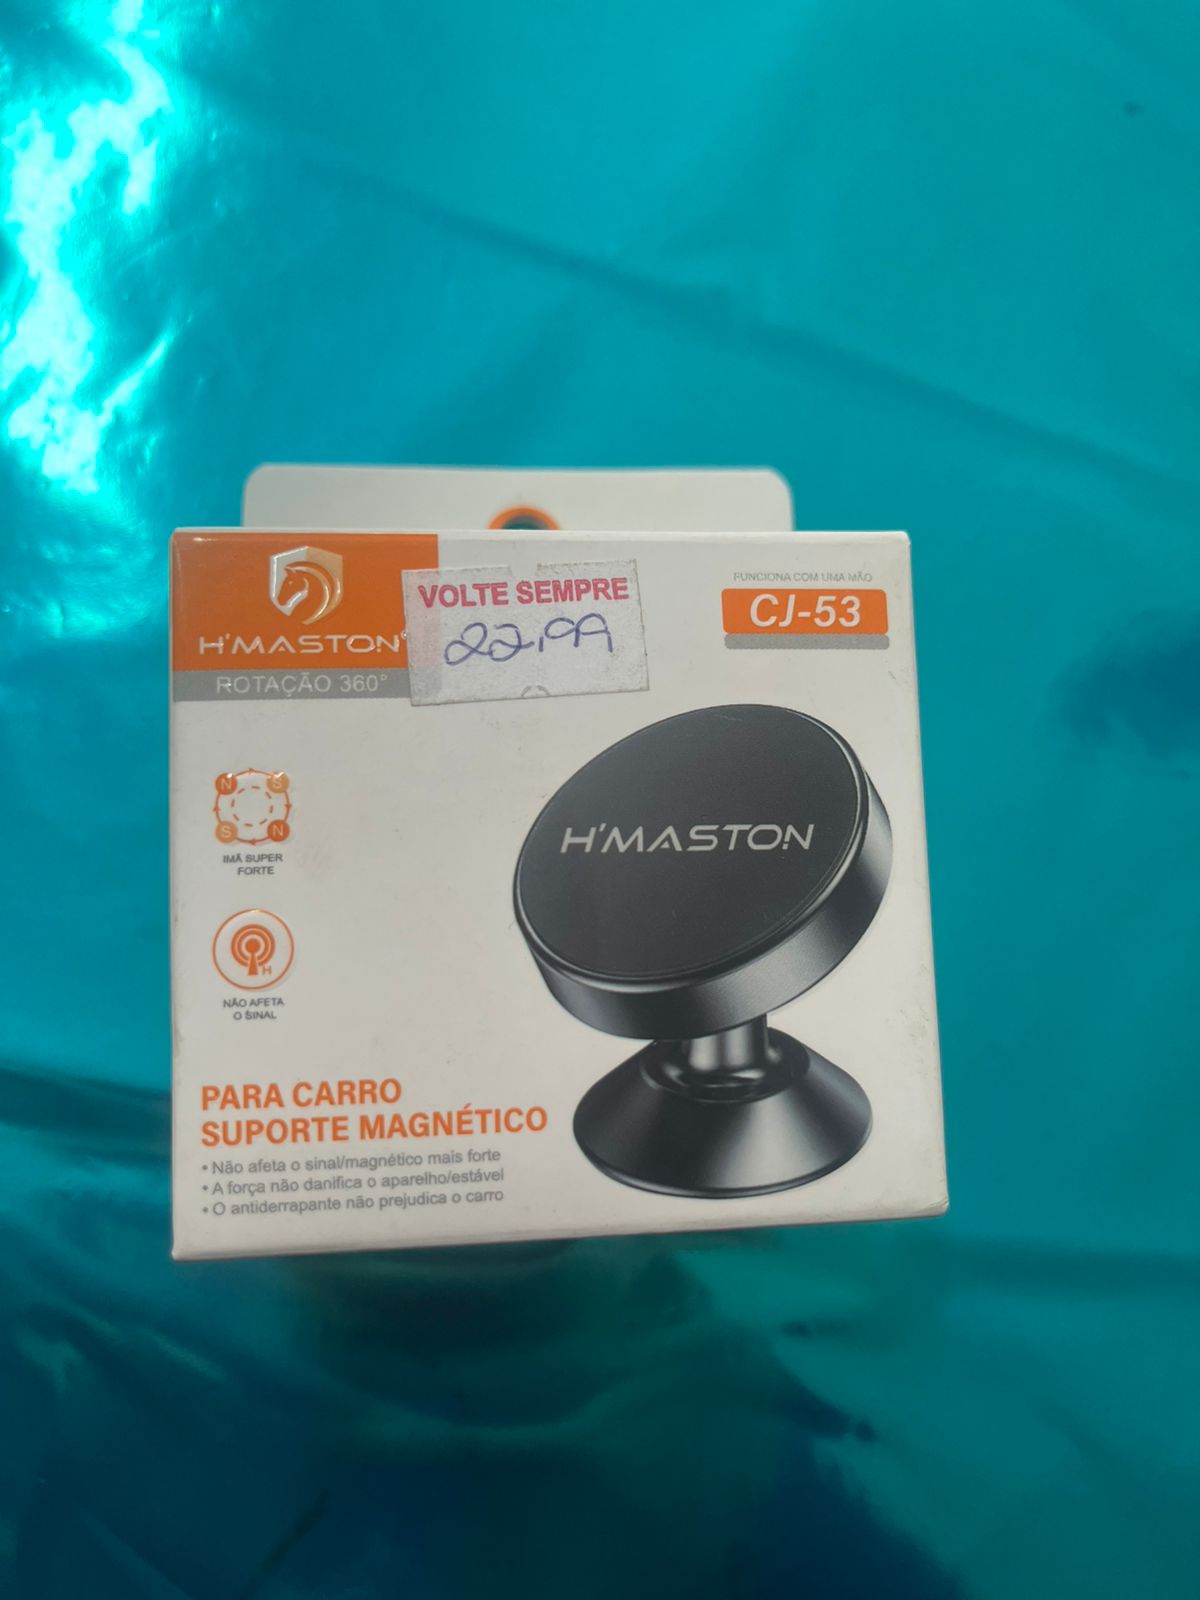 H'MASTON
ROTAÇÃO 360°
VOLTE SEMPRE
22,99
FUNCIONA COM UMA MÃO
CJ-53
N S
S N
IMÃ SUPER
FORTE
H
NÃO AFETA
O SINAL
H'MASTON
PARA CARRO
SUPORTE MAGNÉTICO
• Não afeta o sinal/magnético mais forte
• A força não danifica o aparelho/estável
• O antiderrapante não prejudica o carro